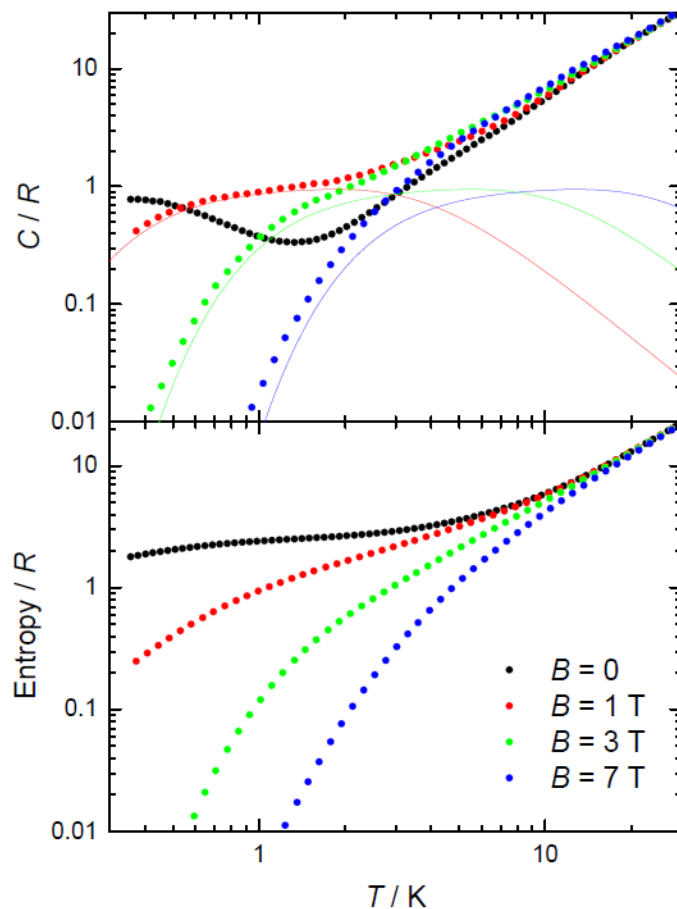 10
1
0.1
0.01
C / R
10
1
0.1
0.01
Entropy / R
B = 0
B = 1 T
B = 3 T
B = 7 T
1
10
T / K